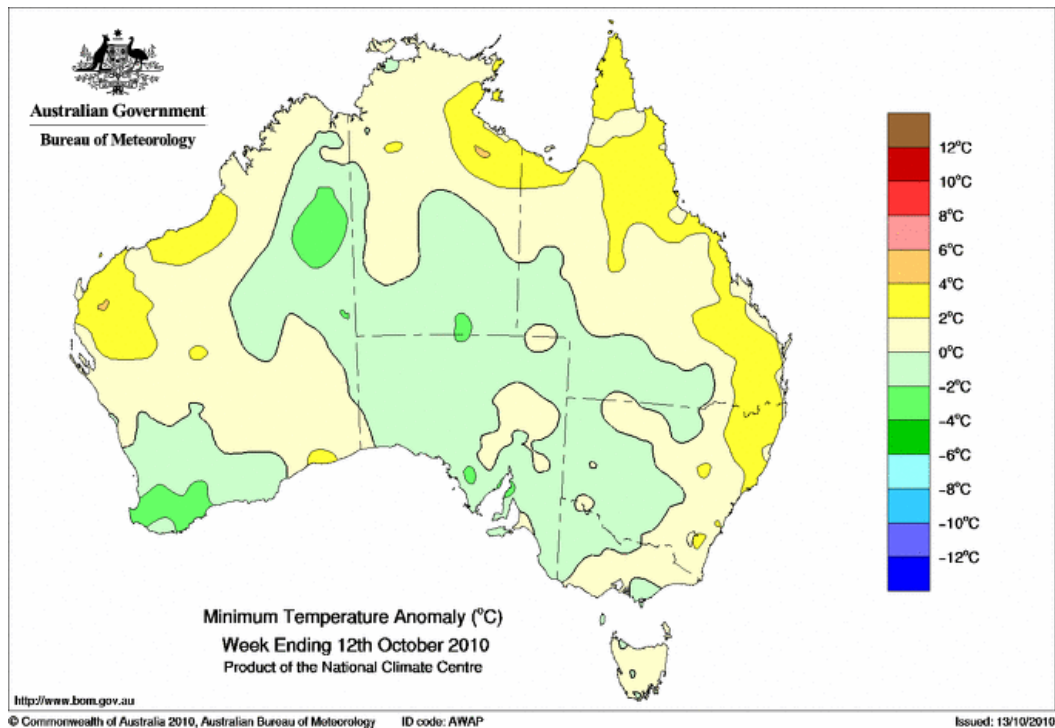 Australian Government
Bureau of Meteorology
12°C
10°C
8°C
6°C
4°C
2°C
0°C
-2°C
-4°C
-6°C
-8°C
-10°C
-12°C
Minimum Temperature Anomaly (°C)
Week Ending 12th October 2010
Product of the National Climate Centre
http://www.bom.gov.au
© Commonwealth of Australia 2010, Australian Bureau of Meteorology ID code: AWAP Issued: 13/10/2010